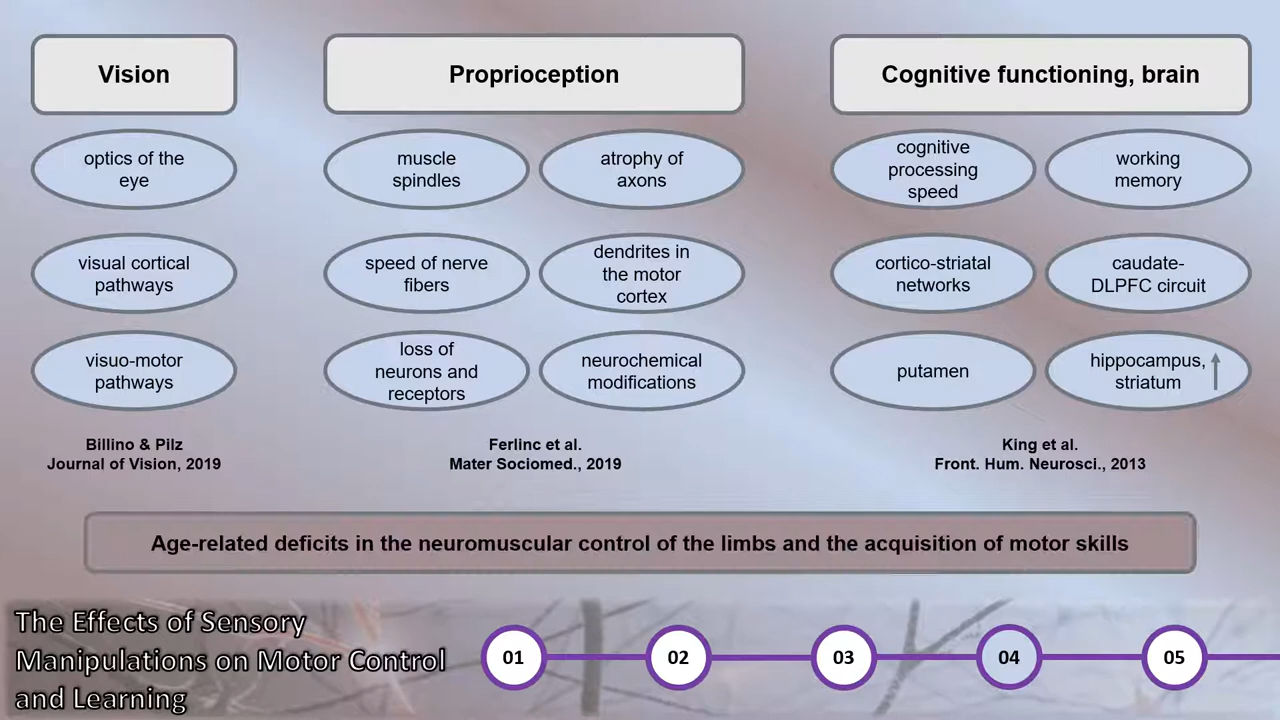 Vision
Proprioception
Cognitive functioning, brain
optics of the
eye
muscle
spindles
atrophy of
axons
cognitive
processing
speed
working
memory
visual cortical
pathways
speed of nerve
fibers
dendrites in
the motor
cortex
cortico-striatal
networks
caudate-
DLPFC circuit
visuo-motor
pathways
loss of
neurons and
receptors
neurochemical
modifications
putamen
hippocampus,
striatum
Billino & Pilz
Journal of Vision, 2019
Ferlinc et al.
Mater Sociomed., 2019
King et al.
Front. Hum. Neurosci., 2013
Age-related deficits in the neuromuscular control of the limbs and the acquisition of motor skills
The Effects of Sensory
Manipulations on Motor Control
and Learning
01 02 03 04 05